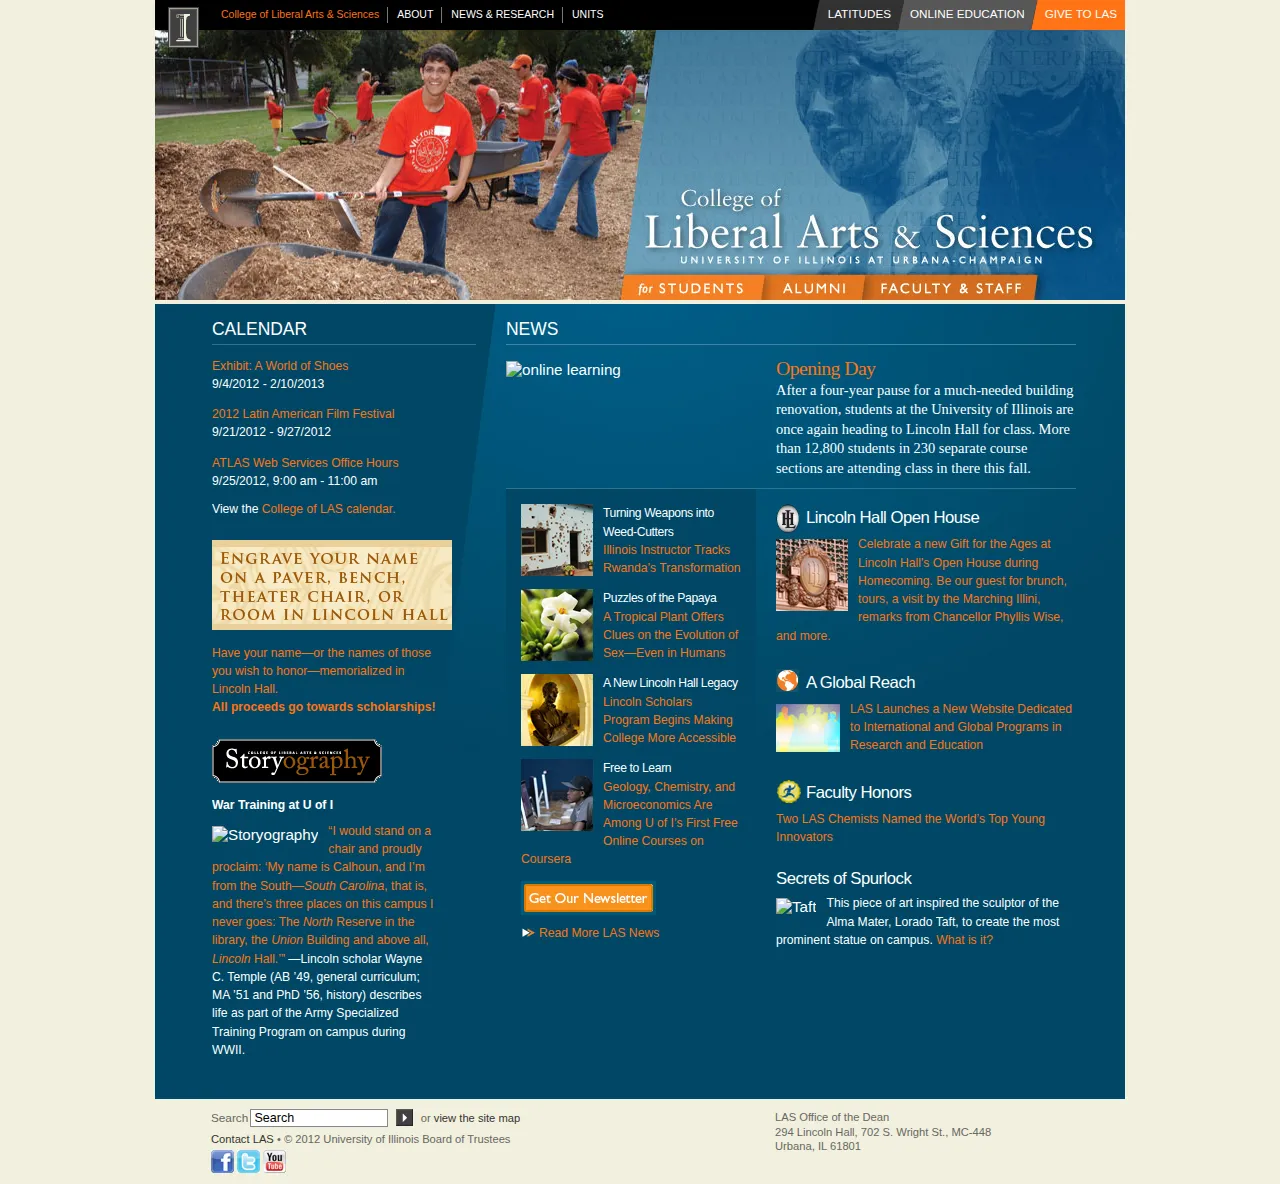 College of Liberal Arts & Sciences
ABOUT
NEWS & RESEARCH
UNITS
LATITUDES
ONLINE EDUCATION
GIVE TO LAS
College of
Liberal Arts & Sciences
UNIVERSITY OF ILLINOIS AT URBANA-CHAMPAIGN
for STUDENTS
ALUMNI
FACULTY & STAFF
CALENDAR
Exhibit: A World of Shoes
9/4/2012 - 2/10/2013
2012 Latin American Film Festival
9/21/2012 - 9/27/2012
ATLAS Web Services Office Hours
9/25/2012, 9:00 am - 11:00 am
View the College of LAS calendar.
ENGRAVE YOUR NAME
ON A PAVER, BENCH,
THEATER CHAIR, OR
ROOM IN LINCOLN HALL
Have your name—or the names of those
you wish to honor—memorialized in
Lincoln Hall.
All proceeds go towards scholarships!
COLLEGE OF LIBERAL ARTS & SCIENCES
Storyography
War Training at U of I
Storyography
“I would stand on a
chair and proudly
proclaim: ‘My name is Calhoun, and I’m
from the South—South Carolina, that is,
and there’s three places on this campus I
never goes: The North Reserve in the
library, the Union Building and above all,
Lincoln Hall.’” —Lincoln scholar Wayne
C. Temple (AB ’49, general curriculum;
MA ’51 and PhD ’56, history) describes
life as part of the Army Specialized
Training Program on campus during
WWII.
NEWS
online learning
Opening Day
After a four-year pause for a much-needed building
renovation, students at the University of Illinois are
once again heading to Lincoln Hall for class. More
than 12,800 students in 230 separate course
sections are attending class in there this fall.
Turning Weapons into
Weed-Cutters
Illinois Instructor Tracks
Rwanda’s Transformation
Puzzles of the Papaya
A Tropical Plant Offers
Clues on the Evolution of
Sex—Even in Humans
A New Lincoln Hall Legacy
Lincoln Scholars
Program Begins Making
College More Accessible
Free to Learn
Geology, Chemistry, and
Microeconomics Are
Among U of I’s First Free
Online Courses on
Coursera
Get Our Newsletter
Read More LAS News
Lincoln Hall Open House
Celebrate a new Gift for the Ages at
Lincoln Hall’s Open House during
Homecoming. Be our guest for brunch,
tours, a visit by the Marching Illini,
remarks from Chancellor Phyllis Wise,
and more.
A Global Reach
LAS Launches a New Website Dedicated
to International and Global Programs in
Research and Education
Faculty Honors
Two LAS Chemists Named the World’s Top Young
Innovators
Secrets of Spurlock
Taft
This piece of art inspired the sculptor of the
Alma Mater, Lorado Taft, to create the most
prominent statue on campus. What is it?
Search Search or view the site map
Contact LAS • © 2012 University of Illinois Board of Trustees
You Tube
LAS Office of the Dean
294 Lincoln Hall, 702 S. Wright St., MC-448
Urbana, IL 61801